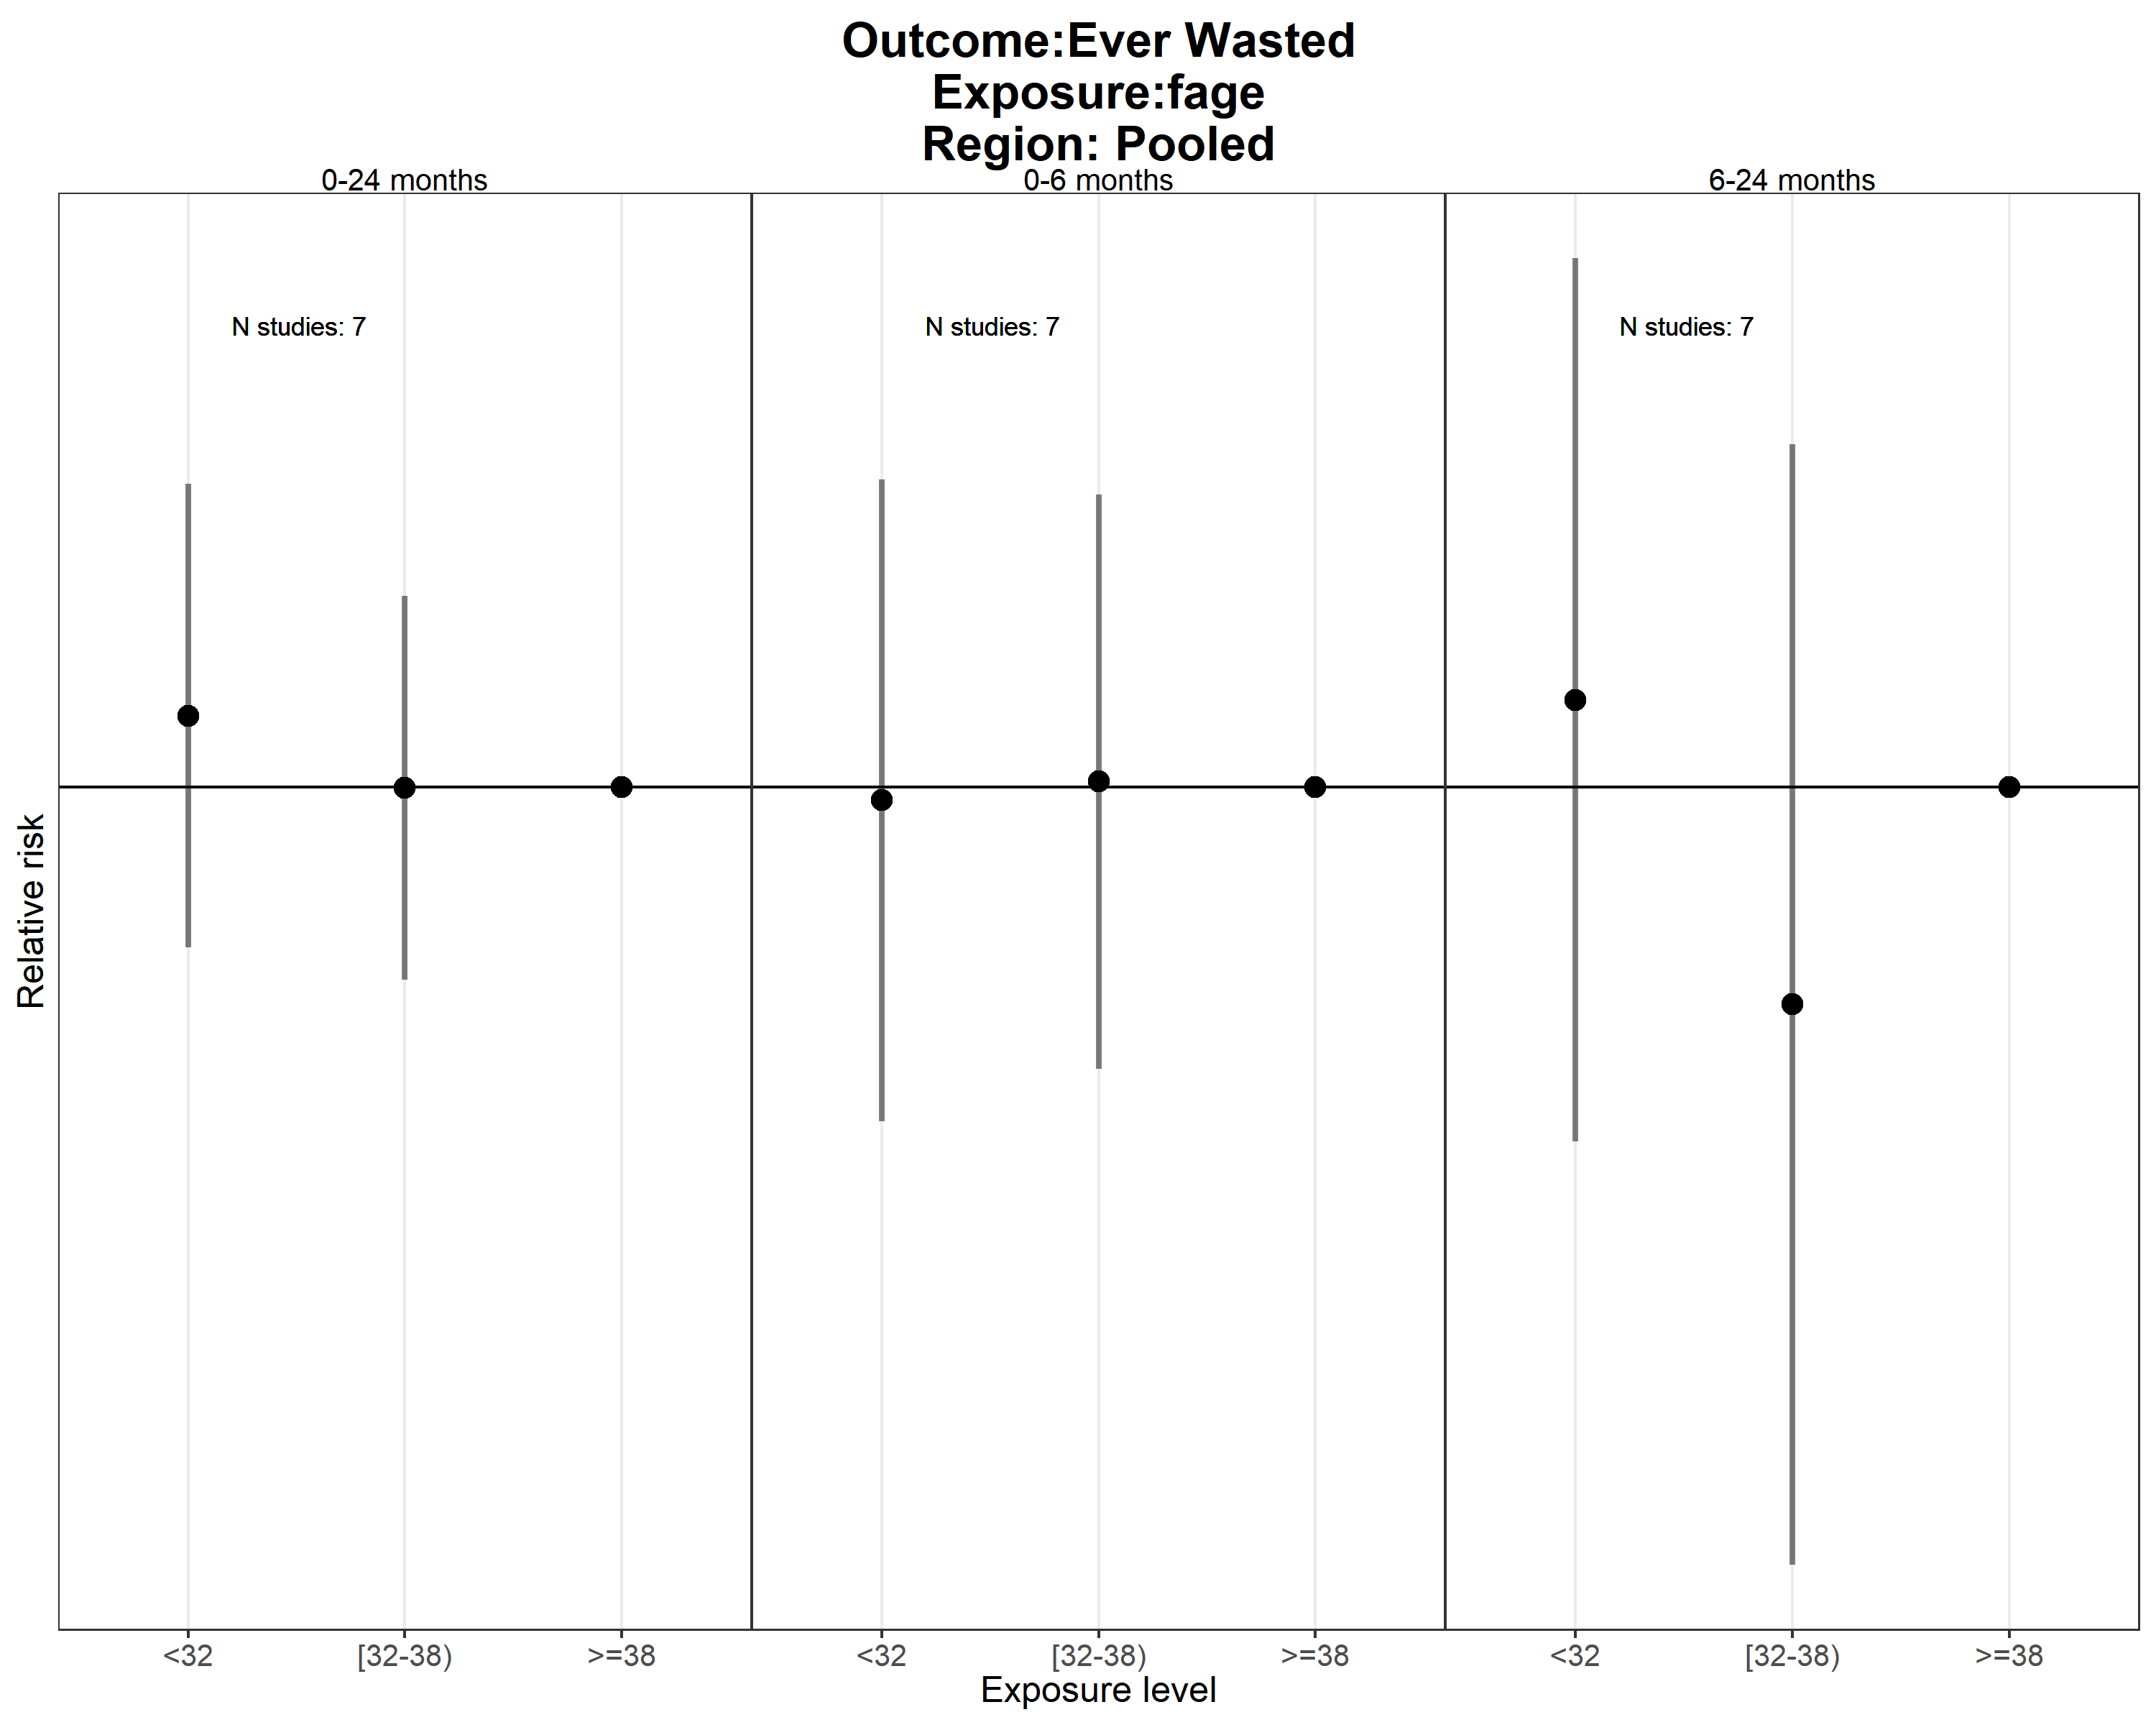 Outcome:Ever Wasted
Exposure:fage
Region: Pooled
0-24 months
0-6 months
6-24 months
N studies: 7
N studies: 7
N studies: 7
Relative risk
<32
[32-38)
>=38
<32
[32-38)
>=38
<32
[32-38)
>=38
Exposure level